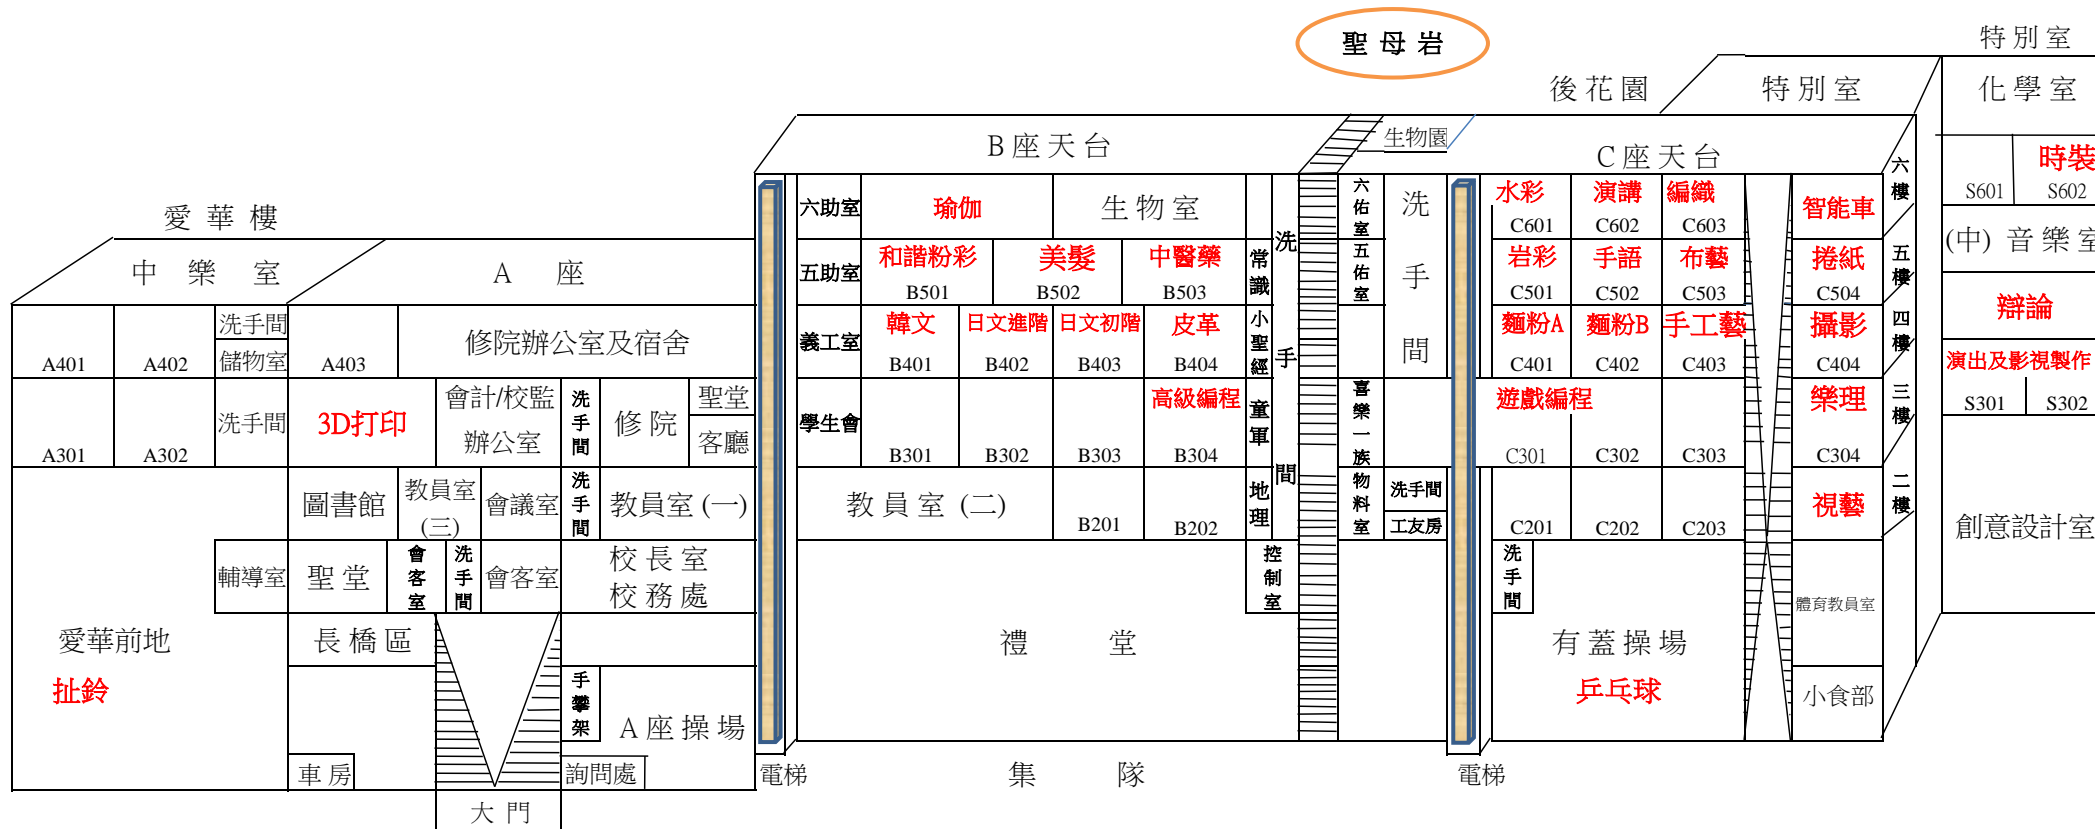 聖母岩
特別室
後花園
特別室
化學室
B座天台
生物園
C座天台
六樓
時裝
S601
S602
六助室
瑜伽
生物室
洗手間
六佑室
洗手間
水彩
演講
編織
C601
C602
C603
智能車
愛華樓
中樂室
A座
五助室
和諧粉彩
美髮
中醫藥
B501
B502
B503
常識
五佑室
岩彩
手語
布藝
C501
C502
C503
捲紙
C504
五樓
(中) 音樂室
A401
A402
洗手間
儲物室
A403
修院辦公室及宿舍
義工室
韓文
日文進階
日文初階
皮革
B401
B402
B403
B404
小聖經
麵粉A
麵粉B
手工藝
C401
C402
C403
攝影
C404
四樓
辯論
演出及影視製作
S301
S302
A301
A302
洗手間
3D打印
會計/校監
辦公室
洗手間
修院
聖堂
客廳
學生會
高級編程
B301
B302
B303
B304
童軍
喜樂一族
遊戲編程
C301
C302
C303
樂理
C304
三樓
圖書館
教員室
(三)
會議室
洗手間
教員室 (一)
教員室 (二)
B201
B202
地理
物料室
洗手間
工友房
C201
C202
C203
視藝
二樓
創意設計室
輔導室
聖堂
會客室
洗手間
會客室
校長室
校務處
控制室
洗手間
體育教員室
愛華前地
扯鈴
長橋區
禮堂
有蓋操場
乒乓球
手攀架
A座操場
小食部
車房
詢問處
電梯
集隊
電梯
大門